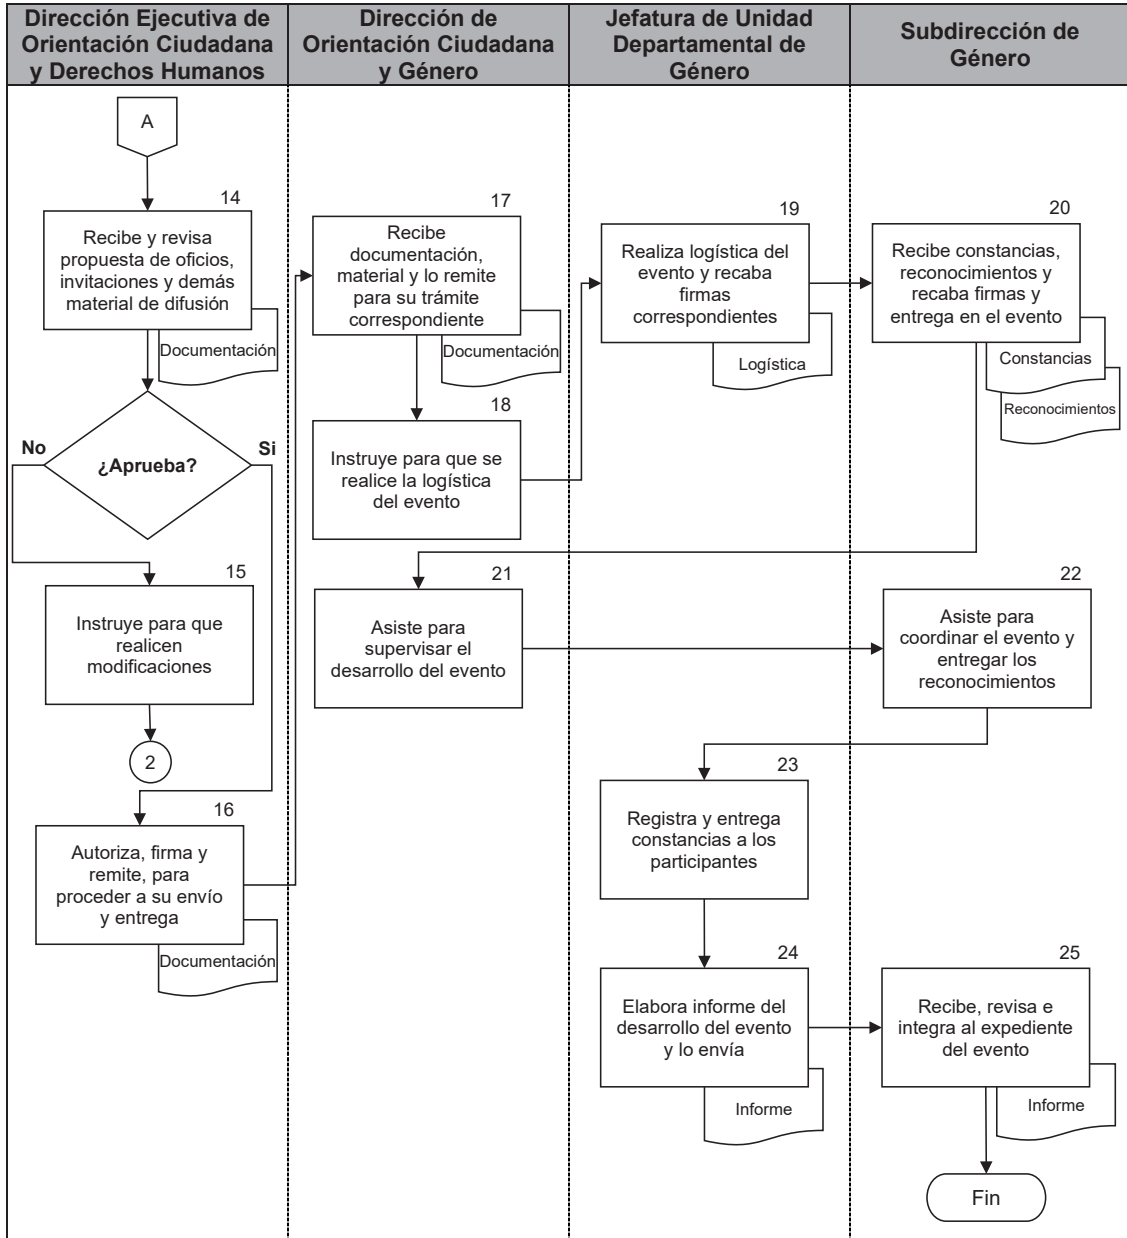 Dirección Ejecutiva de
Orientación Ciudadana
y Derechos Humanos
Dirección de
Orientación Ciudadana
y Género
Jefatura de Unidad
Departamental de
Género
Subdirección de
Género
A
14
Recibe y revisa
propuesta de oficios,
invitaciones y demás
material de difusión
Documentación
¿Aprueba?
No
Si
15
Instruye para que
realicen
modificaciones
2
16
Autoriza, firma y
remite, para
proceder a su envío
y entrega
Documentación
17
Recibe
documentación,
material y lo remite
para su trámite
correspondiente
Documentación
18
Instruye para que se
realice la logística
del evento
19
Realiza logística del
evento y recaba
firmas
correspondientes
Logística
20
Recibe constancias,
reconocimientos y
recaba firmas y
entrega en el evento
Constancias
Reconocimientos
21
Asiste para
supervisar el
desarrollo del evento
22
Asiste para
coordinar el evento y
entregar los
reconocimientos
23
Registra y entrega
constancias a los
participantes
24
Elabora informe del
desarrollo del evento
y lo envía
Informe
25
Recibe, revisa e
integra al expediente
del evento
Informe
Fin